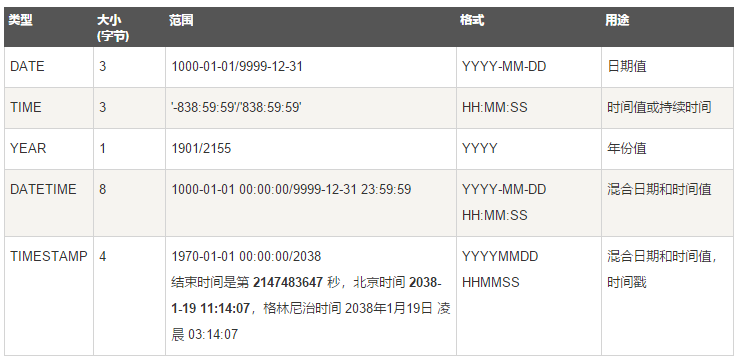 类型 大小 范围 格式 用途
(字节)
DATE 3 1000-01-01/9999-12-31 YYYY-MM-DD 日期值
TIME 3 '-838:59:59'/'838:59:59' HH:MM:SS 时间值或持续时间
YEAR 1 1901/2155 YYYY 年份值
DATETIME 8 1000-01-01 00:00:00/9999-12-31 23:59:59 YYYY-MM-DD 混合日期和时间值
HH:MM:SS
TIMESTAMP 4 1970-01-01 00:00:00/2038 YYYYMMDD 混合日期和时间值，
结束时间是第 2147483647 秒，北京时间 2038- HHMMSS 时间戳
1-19 11:14:07，格林尼治时间 2038年1月19日 凌
晨 03:14:07